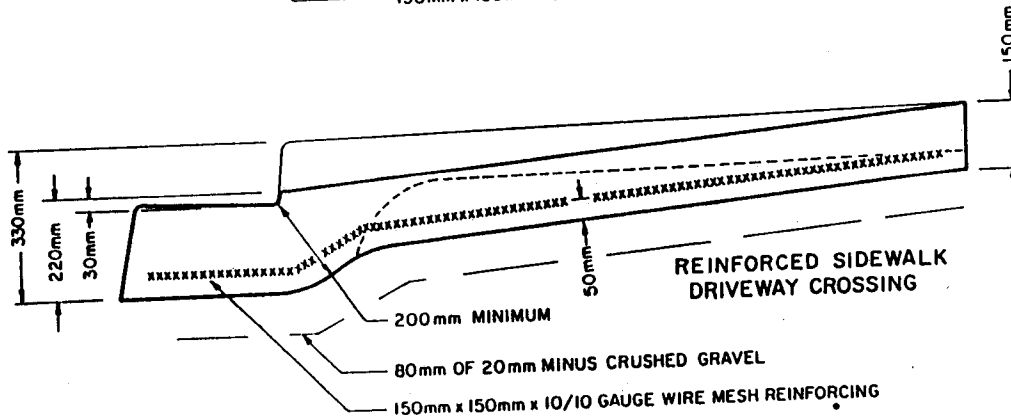 150mm
330mm
220mm
30mm
50mm
REINFORCED SIDEWALK
DRIVEWAY CROSSING
200mm MINIMUM
80mm OF 20mm MINUS CRUSHED GRAVEL
150mm x 150mm x 10/10 GAUGE WIRE MESH REINFORCING